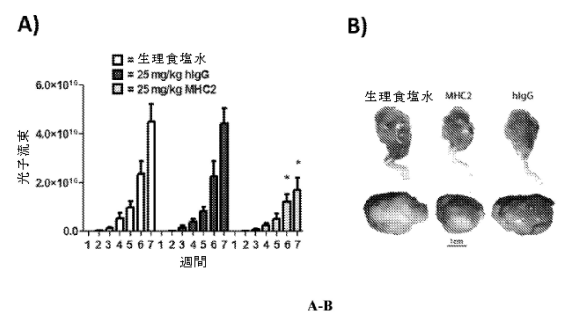 A)
= 生理食塩水
= 25 mg/kg hIgG
= 25 mg/kg MHC2
光子流束
6.0×10¹⁰
4.0×10¹⁰
2.0×10¹⁰
0.0
* *
1 2 3 4 5 6 7 1 2 3 4 5 6 7 1 2 3 4 5 6 7
週間
B)
生理食塩水 MHC2 hIgG
1cm
A-B